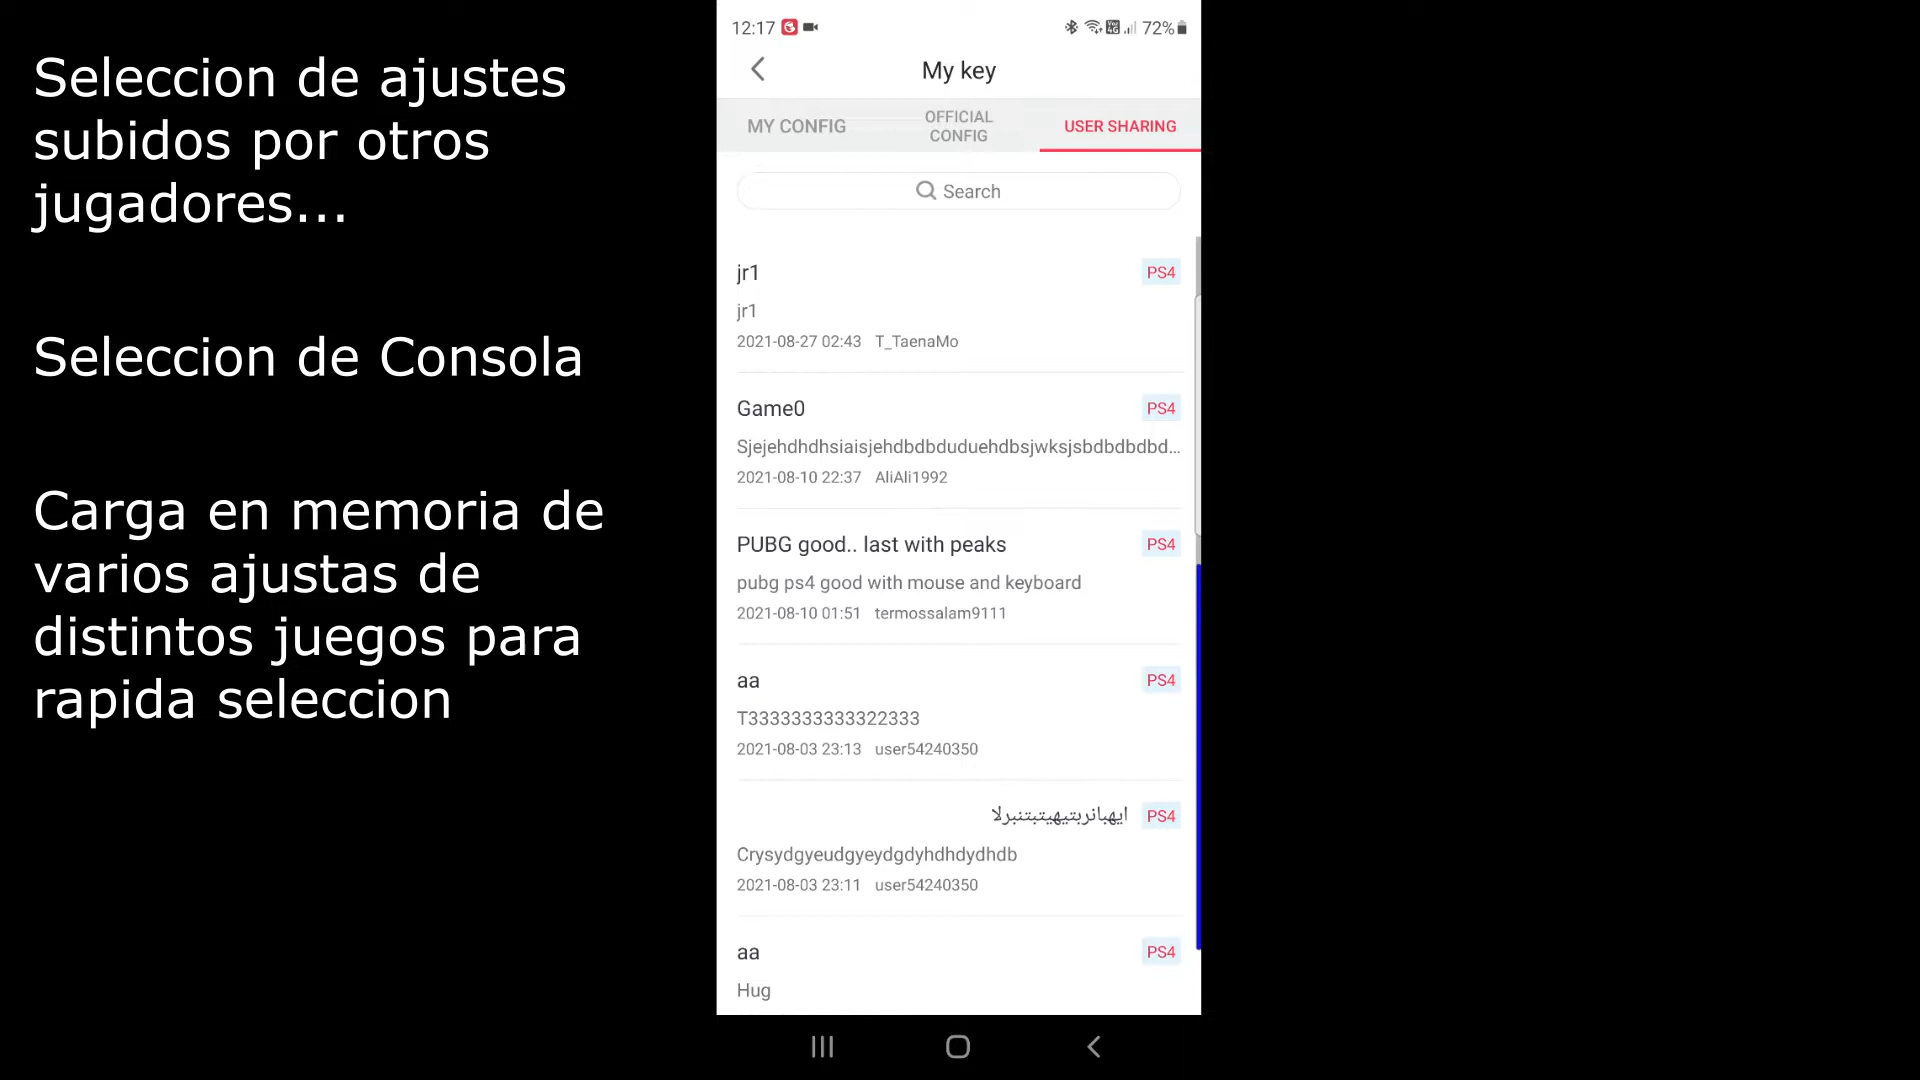 Seleccion de ajustes
subidos por otros
jugadores...
Seleccion de Consola
Carga en memoria de
varios ajustas de
distintos juegos para
rapida seleccion
12:17
72%
My key
MY CONFIG
OFFICIAL
CONFIG
USER SHARING
Search
jr1 PS4
jr1
2021-08-27 02:43 T_TaenaMo
Game0 PS4
Sjejehdhdhsiaisjehdbdbduduehdbsjwksjsbdbdbdbd...
2021-08-10 22:37 AliAli1992
PUBG good.. last with peaks PS4
pubg ps4 good with mouse and keyboard
2021-08-10 01:51 termossalam9111
aa PS4
T3333333333322333
2021-08-03 23:13 user54240350
PS4
Crysydgyeudgyeydgdyhdhdydhdb
2021-08-03 23:11 user54240350
aa PS4
Hug